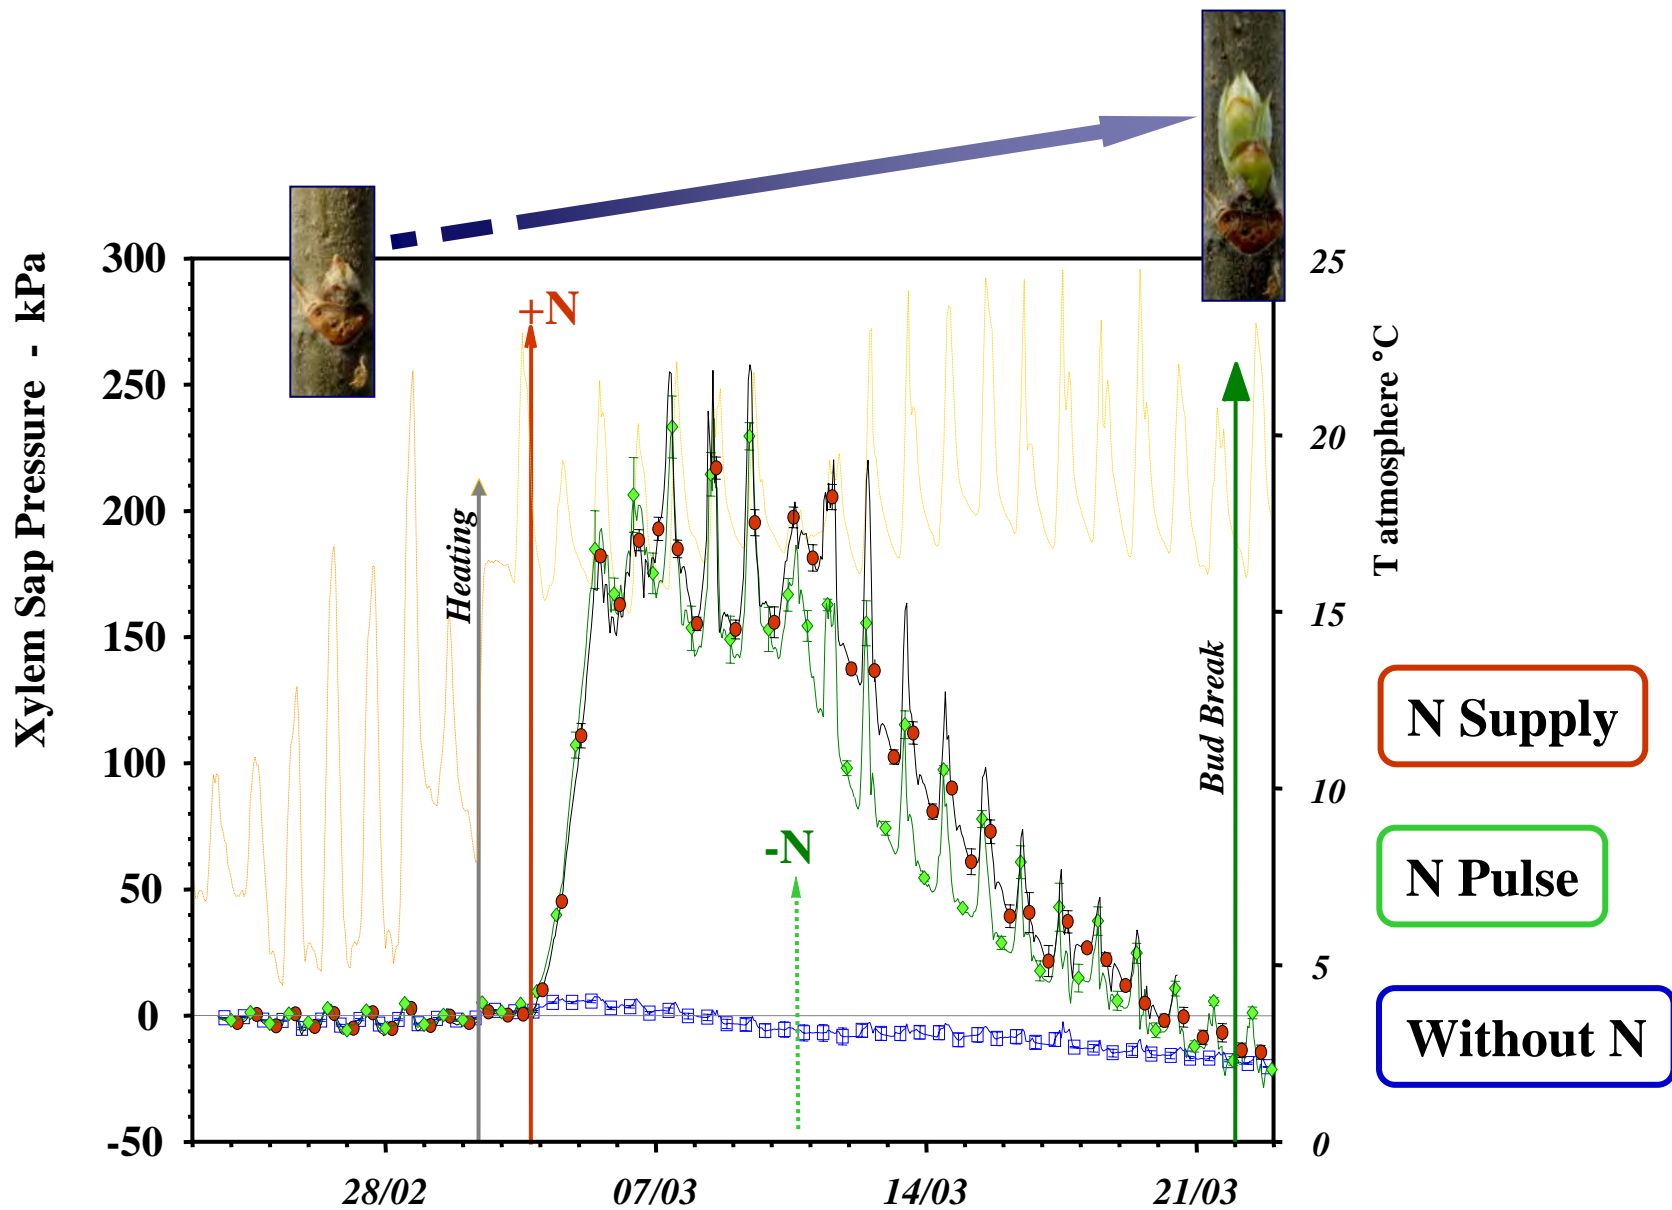 300
250
200
150
100
50
0
-50
Xylem Sap Pressure - kPa
25
20
15
10
5
0
T atmosphere °C
28/02
07/03
14/03
21/03
+N
Heating
-N
Bud Break
N Supply
N Pulse
Without N